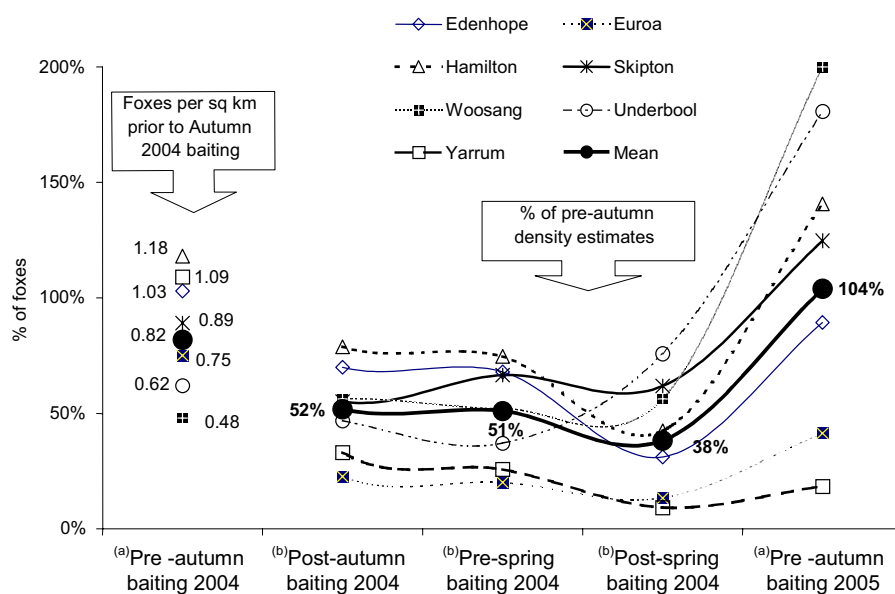 Edenhope
Euroa
Hamilton
Skipton
Woosang
Underbool
Yarrum
Mean
200%
150%
100%
50%
0%
% of foxes
Foxes per sq km
prior to Autumn
2004 baiting
% of pre-autumn
density estimates
1.18
1.09
1.03
0.89
0.82
0.75
0.62
0.48
52%
51%
38%
104%
(a)Pre -autumn
baiting 2004
(b)Post-autumn
baiting 2004
(b)Pre-spring
baiting 2004
(b)Post-spring
baiting 2004
(a)Pre -autumn
baiting 2005